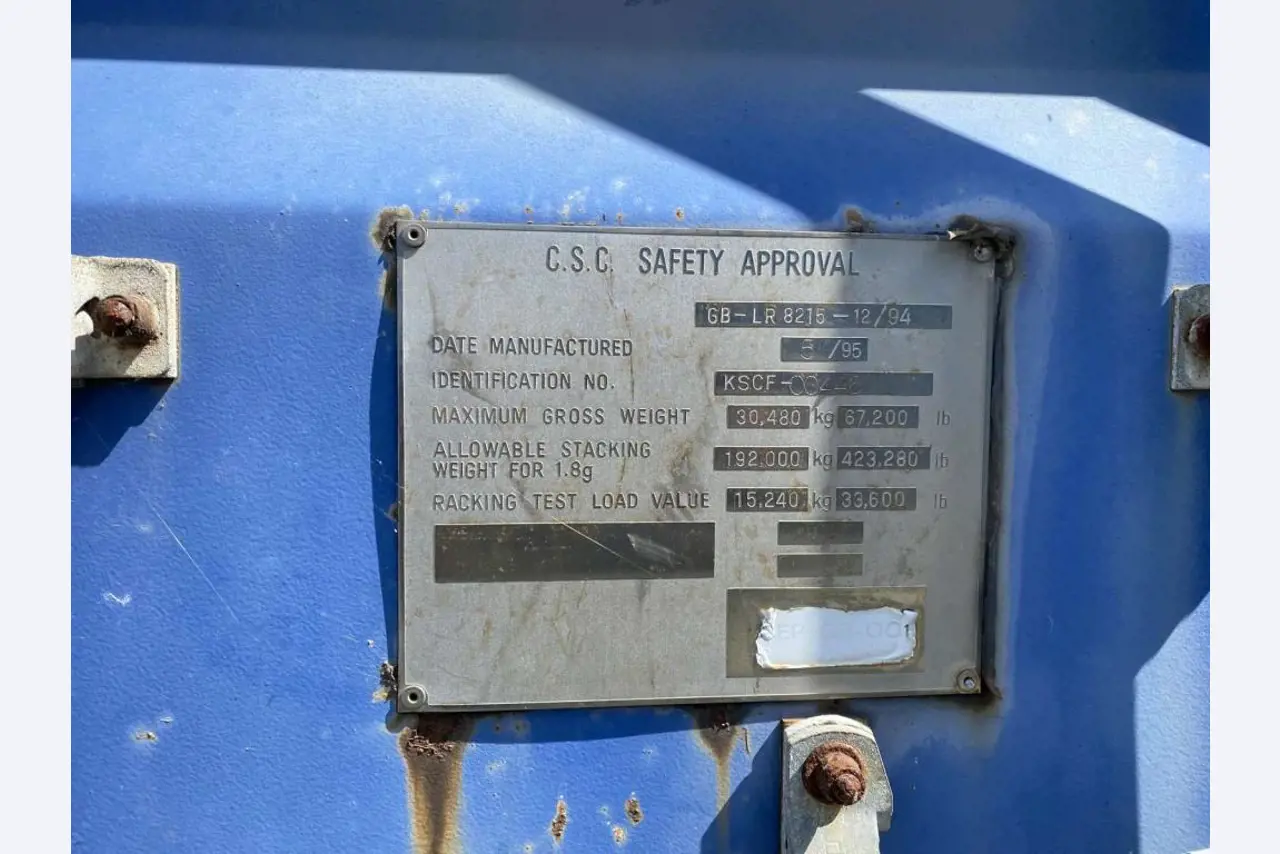 C.S.C. SAFETY APPROVAL
GB-LR 8215-12/94
DATE MANUFACTURED /95
IDENTIFICATION NO.
MAXIMUM GROSS WEIGHT 30,480 kg 67,200 lb
ALLOWABLE STACKING
WEIGHT FOR 1.8g 192,000 kg 423,280 lb
RACKING TEST LOAD VALUE 15,240 kg 33,600 lb